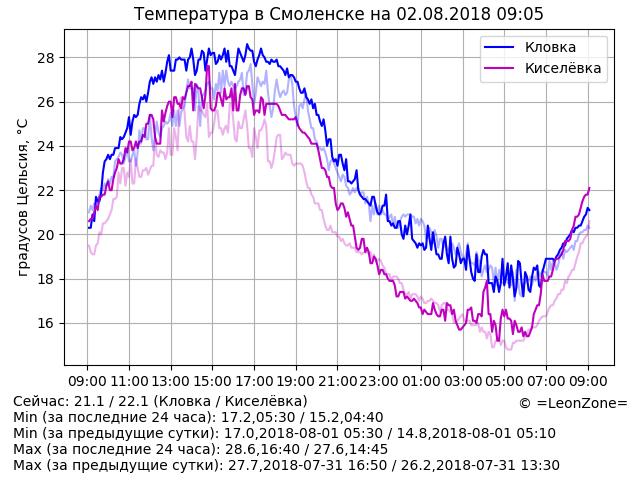 Температура в Смоленске на 02.08.2018 09:05
Кловка
Киселёвка
градусов Цельсия, °C
28
26
24
22
20
18
16
09:00 11:00 13:00 15:00 17:00 19:00 21:00 23:00 01:00 03:00 05:00 07:00 09:00
Сейчас: 21.1 / 22.1 (Кловка / Киселёвка)
© =LeonZone=
Min (за последние 24 часа): 17.2,05:30 / 15.2,04:40
Min (за предыдущие сутки): 17.0,2018-08-01 05:30 / 14.8,2018-08-01 05:10
Max (за последние 24 часа): 28.6,16:40 / 27.6,14:45
Max (за предыдущие сутки): 27.7,2018-07-31 16:50 / 26.2,2018-07-31 13:30